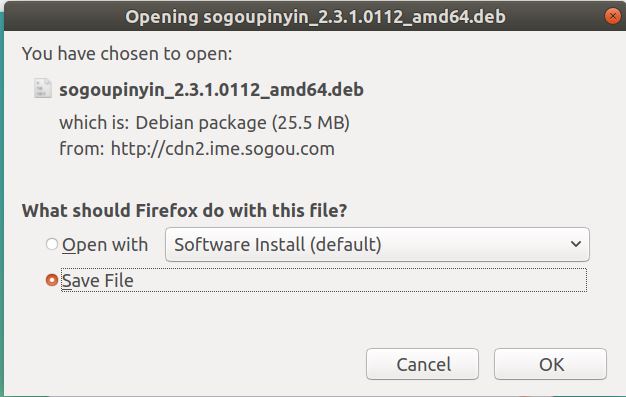 Opening sogoupinyin_2.3.1.0112_amd64.deb
You have chosen to open:
sogoupinyin_2.3.1.0112_amd64.deb
which is: Debian package (25.5 MB)
from: http://cdn2.ime.sogou.com
What should Firefox do with this file?
Open with Software Install (default)
Save File
Cancel OK